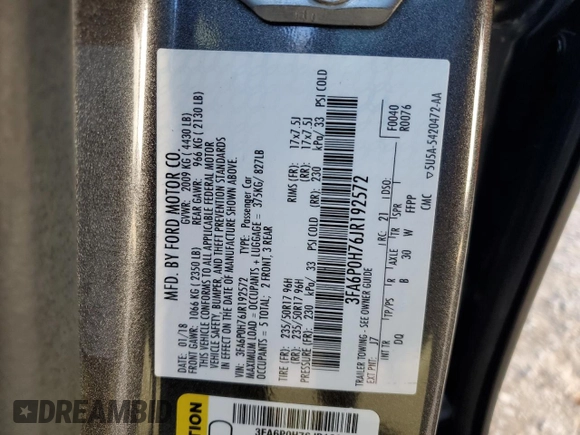 MFD. BY FORD MOTOR CO.
01/18 GVWR: 2009 KG ( 4430 LB)
FRONT GAWR: 1066 KG ( 2350 LB) REAR GAWR: 966 KG ( 2130 LB)
THIS VEHICLE CONFORMS TO ALL APPLICABLE FEDERAL MOTOR
VEHICLE SAFETY, BUMPER, AND THEFT PREVENTION STANDARDS
IN EFFECT ON THE DATE OF MANUFACTURE SHOWN ABOVE.
VIN: 3FA6P0H76JR192572 TYPE: Passenger Car
MAXIMUM LOAD = OCCUPANTS + LUGGAGE = 375KG/ 827LB
OCCUPANTS = 5 TOTAL; 2 FRONT, 3 REAR
TIRE (FR): 235/50R17 96H RIMS (FR): 17x7.5J
(RR): 235/50R17 96H (RR): 17x7.5J
(FR): 230 kPa/ 33 PSI COLD (RR): 230 kPa/ 33 PSI COLD
3FA6P0H76JR192572
TRAILER TOWING - SEE OWNER GUIDE
F0040
R0076
EXT PNT: J7 RC: 21 DSO:
INT TR TP/PS R AXLE TR SPR
DQ B 30 W FFPP
CMC
5U5A-5420472-AA
3FA6P0H76JR19
DREAMBID